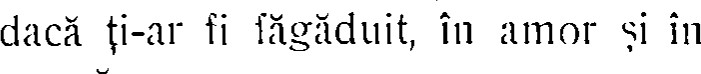 dacă ți-ar fi făgăduit, în amor și în